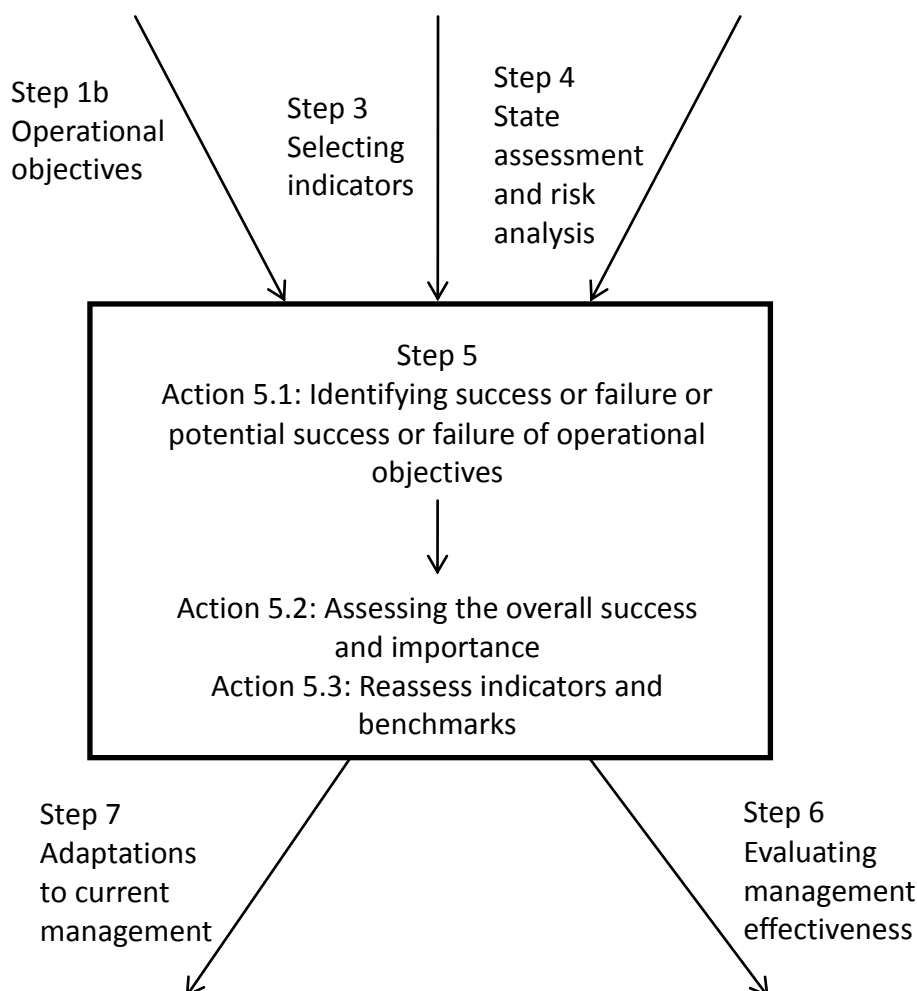 Step 1b
Operational
objectives
Step 3
Selecting
indicators
Step 4
State
assessment
and risk
analysis
Step 5
Action 5.1: Identifying success or failure or
potential success or failure of operational
objectives
Action 5.2: Assessing the overall success
and importance
Action 5.3: Reassess indicators and
benchmarks
Step 7
Adaptations
to current
management
Step 6
Evaluating
management
effectiveness